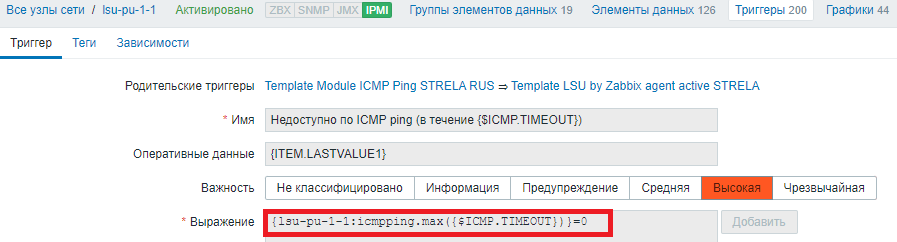 Все узлы сети / lsu-pu-1-1 Активировано ZBX SNMP JMX IPMI Группы элементов данных 19 Элементы данных 126 Триггеры 200 Графики 44
Триггер Теги Зависимости
Родительские триггеры Template Module ICMP Ping STRELA RUS ⇒ Template LSU by Zabbix agent active STRELA
* Имя Недоступно по ICMP ping (в течение {$ICMP.TIMEOUT})
Оперативные данные {ITEM.LASTVALUE1}
Важность Не классифицировано Информация Предупреждение Средняя Высокая Чрезвычайная
* Выражение {lsu-pu-1-1:icmpping.max({$ICMP.TIMEOUT})}=0 Добавить